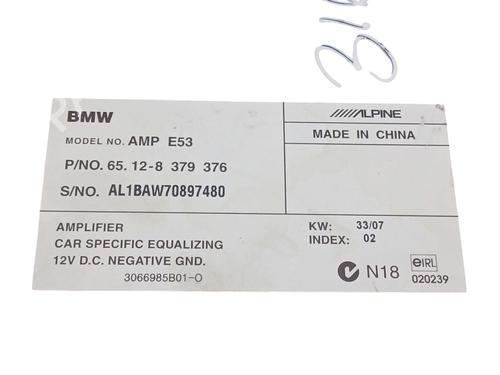 BMW
MODEL NO. AMP E53
P/NO. 65. 12-8 379 376
S/NO. AL1BAW70897480
ALPINE
MADE IN CHINA
AMPLIFIER
CAR SPECIFIC EQUALIZING
12V D.C. NEGATIVE GND.
3066985B01-O
KW: 33/07
INDEX: 02
N18
eIRL
020239